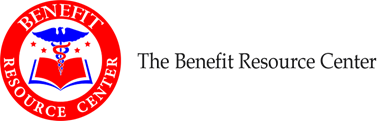 BENEFIT
RESOURCE CENTER
The Benefit Resource Center